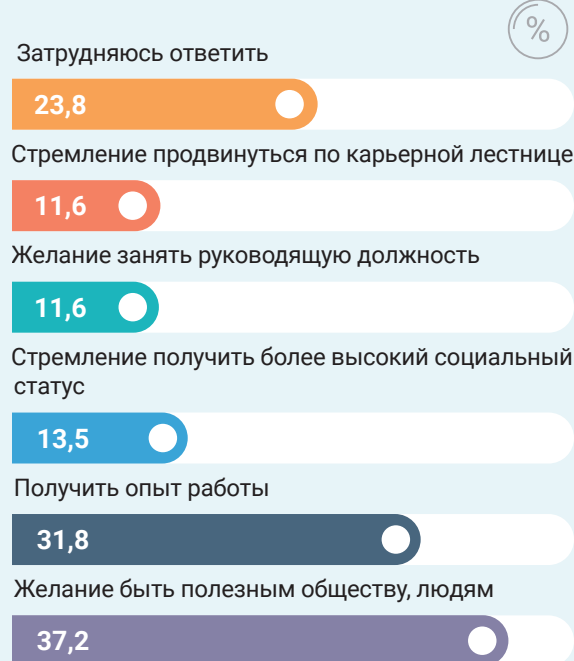 %
Затрудняюсь ответить
23,8
Стремление продвинуться по карьерной лестнице
11,6
Желание занять руководящую должность
11,6
Стремление получить более высокий социальный
статус
13,5
Получить опыт работы
31,8
Желание быть полезным обществу, людям
37,2